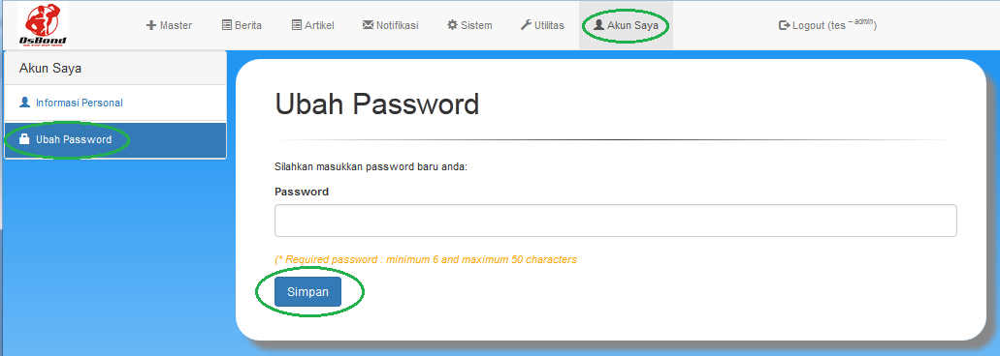 OsBond
Master
Berita
Artikel
Notifikasi
Sistem
Utilitas
Akun Saya
Logout (tes – admin)
Akun Saya
Informasi Personal
Ubah Password
Ubah Password
Silahkan masukkan password baru anda:
Password
(* Required password : minimum 6 and maximum 50 characters
Simpan